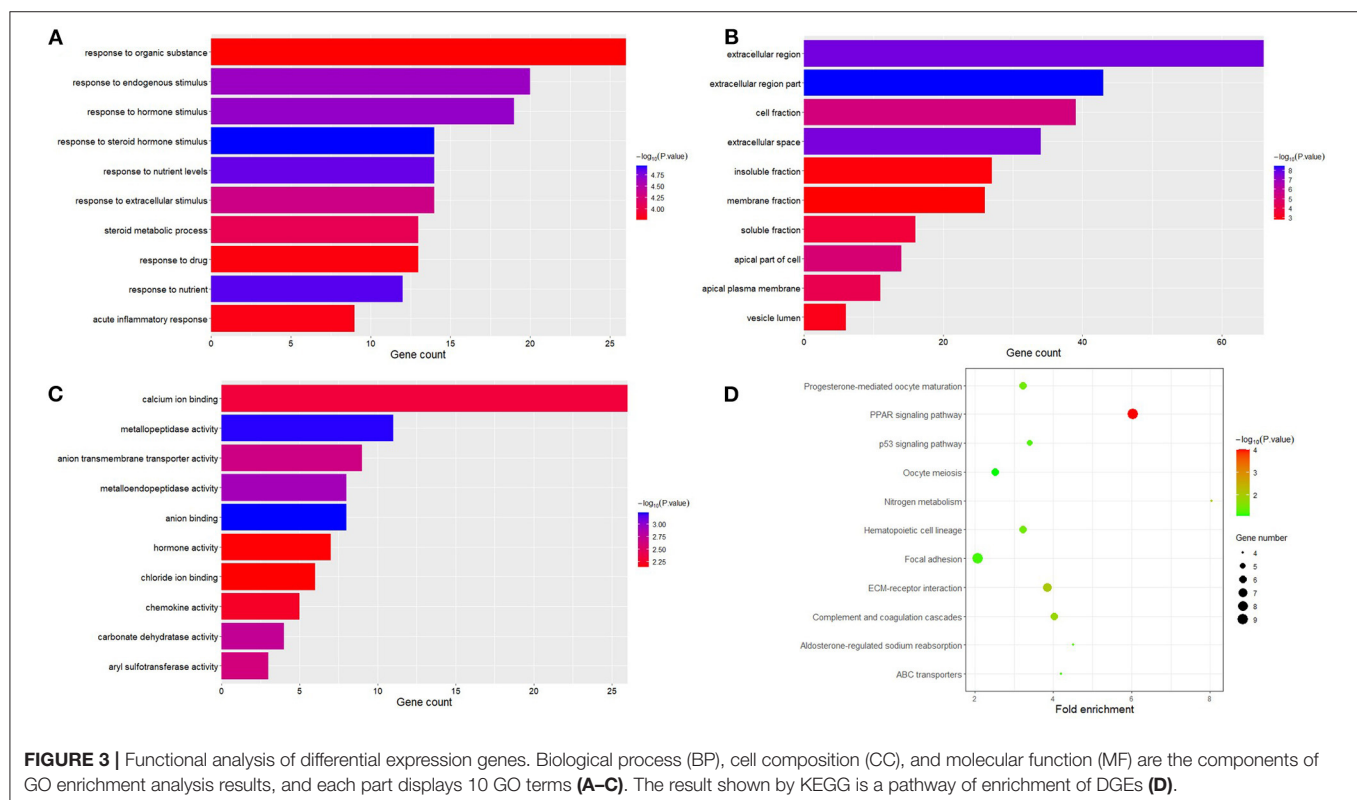 A
response to organic substance
response to endogenous stimulus
response to hormone stimulus
response to steroid hormone stimulus
response to nutrient levels
response to extracellular stimulus
steroid metabolic process
response to drug
response to nutrient
acute inflammatory response
0 5 10 15 20 25
Gene count
−log10(P.value)
4.75
4.50
4.25
4.00
B
extracellular region
extracellular region part
cell fraction
extracellular space
insoluble fraction
membrane fraction
soluble fraction
apical part of cell
apical plasma membrane
vesicle lumen
0 20 40 60
Gene count
−log10(P.value)
8
7
6
5
4
3
C
calcium ion binding
metallopeptidase activity
anion transmembrane transporter activity
metalloendopeptidase activity
anion binding
hormone activity
chloride ion binding
chemokine activity
carbonate dehydratase activity
aryl sulfotransferase activity
0 5 10 15 20 25
Gene count
−log10(P.value)
3.00
2.75
2.50
2.25
D
Progesterone-mediated oocyte maturation
PPAR signaling pathway
p53 signaling pathway
Oocyte meiosis
Nitrogen metabolism
Hematopoietic cell lineage
Focal adhesion
ECM-receptor interaction
Complement and coagulation cascades
Aldosterone-regulated sodium reabsorption
ABC transporters
2 4 6 8
Fold enrichment
−log10(P.value)
4
3
2
Gene number
4
5
6
7
8
9
FIGURE 3 | Functional analysis of differential expression genes. Biological process (BP), cell composition (CC), and molecular function (MF) are the components of
GO enrichment analysis results, and each part displays 10 GO terms (A–C). The result shown by KEGG is a pathway of enrichment of DGEs (D).